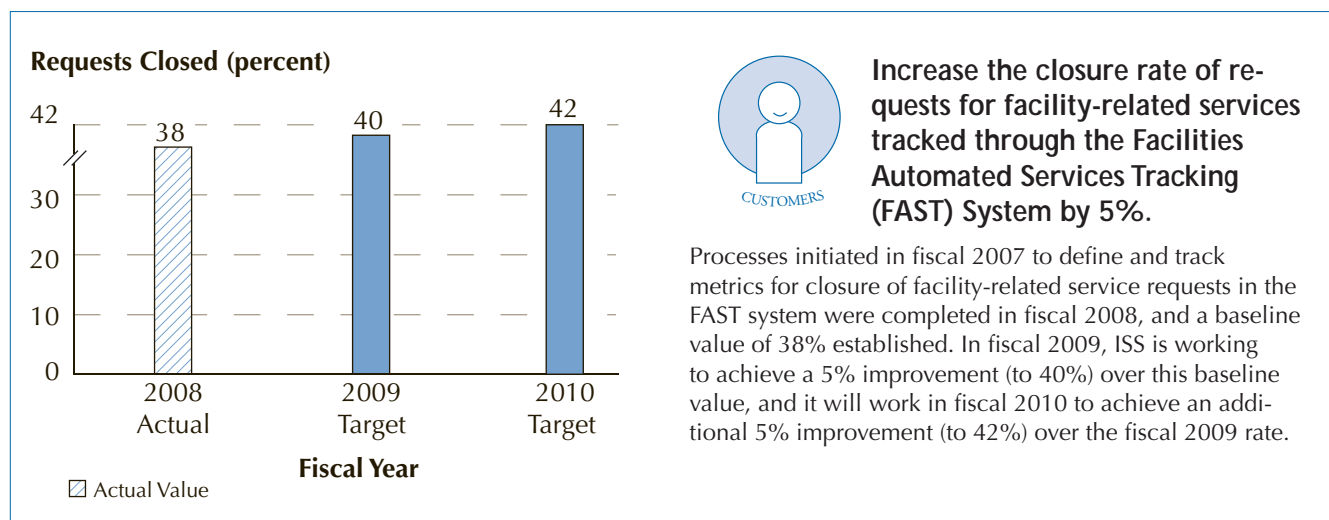 Requests Closed (percent)
42
30
20
10
0
38
40
42
2008
Actual
2009
Target
2010
Target
Fiscal Year
Actual Value
CUSTOMERS
Increase the closure rate of re-
quests for facility-related services
tracked through the Facilities
Automated Services Tracking
(FAST) System by 5%.
Processes initiated in fiscal 2007 to define and track
metrics for closure of facility-related service requests in the
FAST system were completed in fiscal 2008, and a baseline
value of 38% established. In fiscal 2009, ISS is working
to achieve a 5% improvement (to 40%) over this baseline
value, and it will work in fiscal 2010 to achieve an addi-
tional 5% improvement (to 42%) over the fiscal 2009 rate.